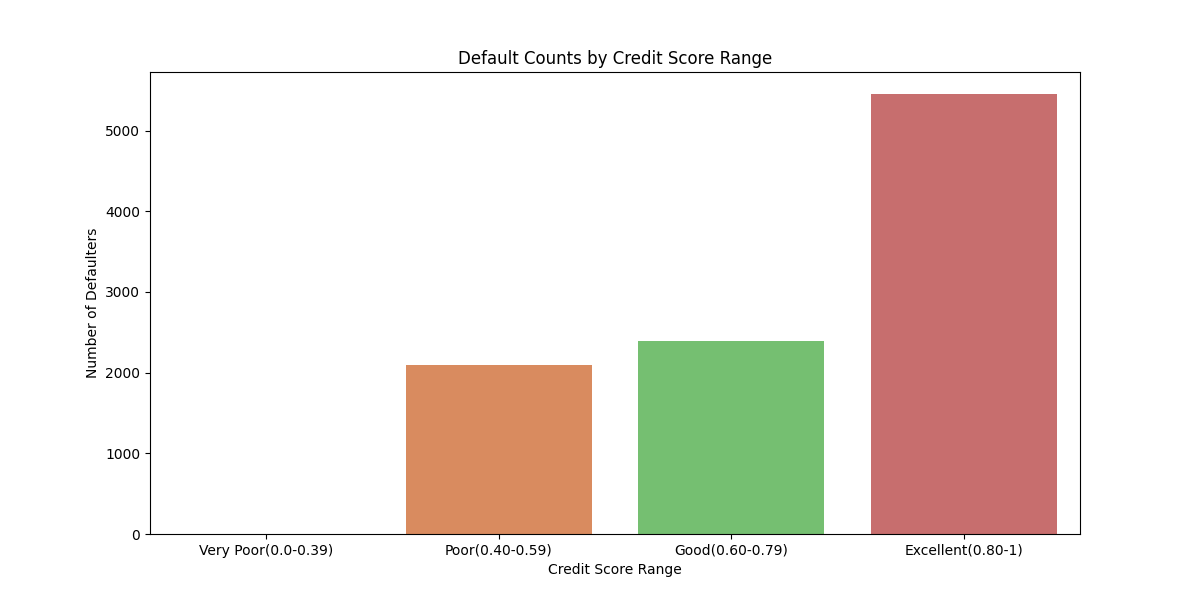 Default Counts by Credit Score Range
Number of Defaulters
5000
4000
3000
2000
1000
0
Very Poor(0.0-0.39) Poor(0.40-0.59) Good(0.60-0.79) Excellent(0.80-1)
Credit Score Range